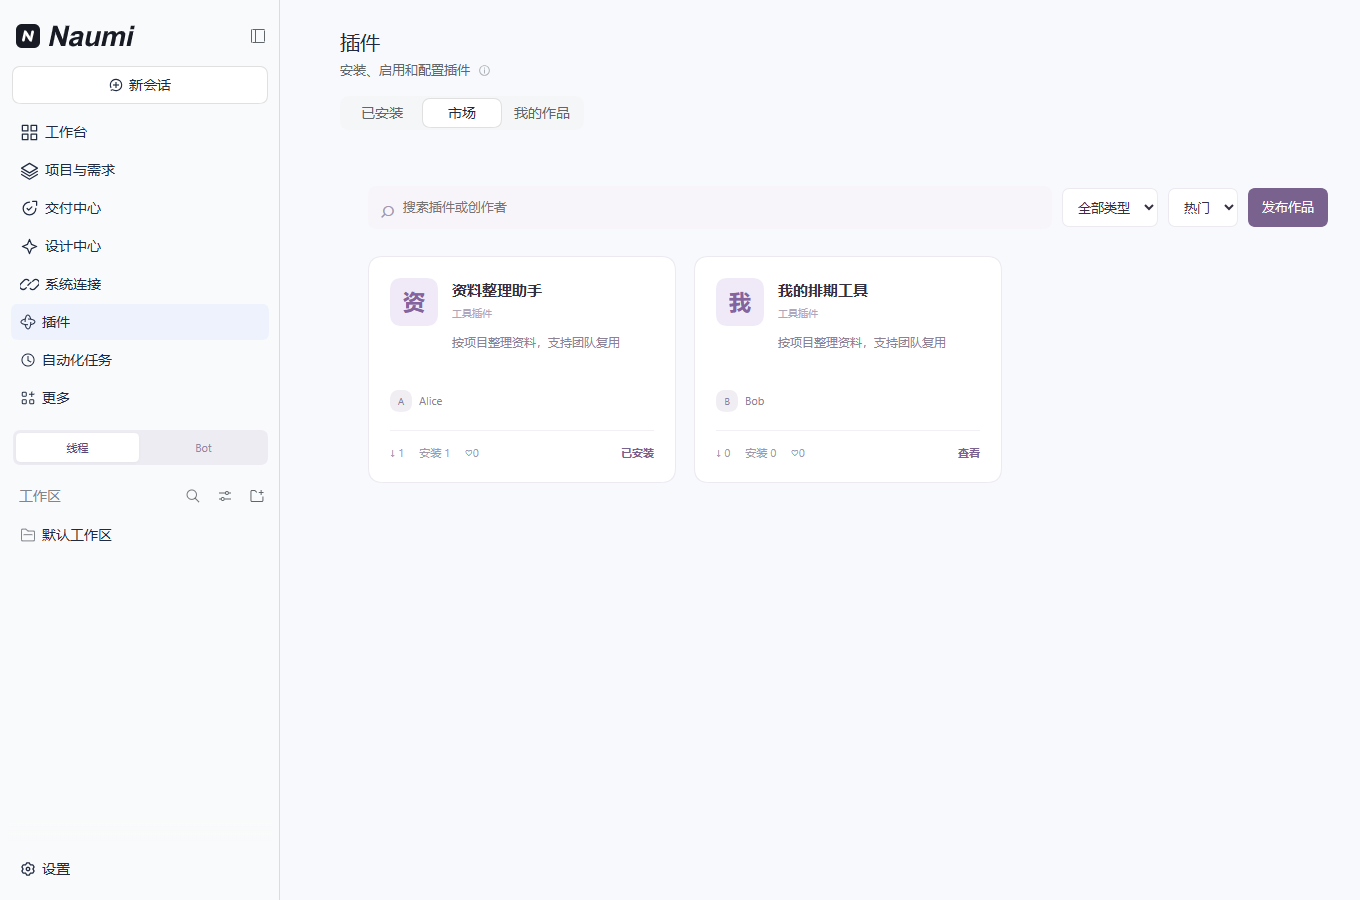 N Naumi
新会话
工作台
项目与需求
交付中心
设计中心
系统连接
插件
自动化任务
更多
线程 Bot
工作区
默认工作区
设置
插件
安装、启用和配置插件
已安装 市场 我的作品
搜索插件或创作者 全部类型 热门 发布作品
资
资料整理助手
工具插件
按项目整理资料，支持团队复用
A Alice
↓ 1 安装 1 ♡0 已安装
我
我的排期工具
工具插件
按项目整理资料，支持团队复用
B Bob
↓ 0 安装 0 ♡0 查看